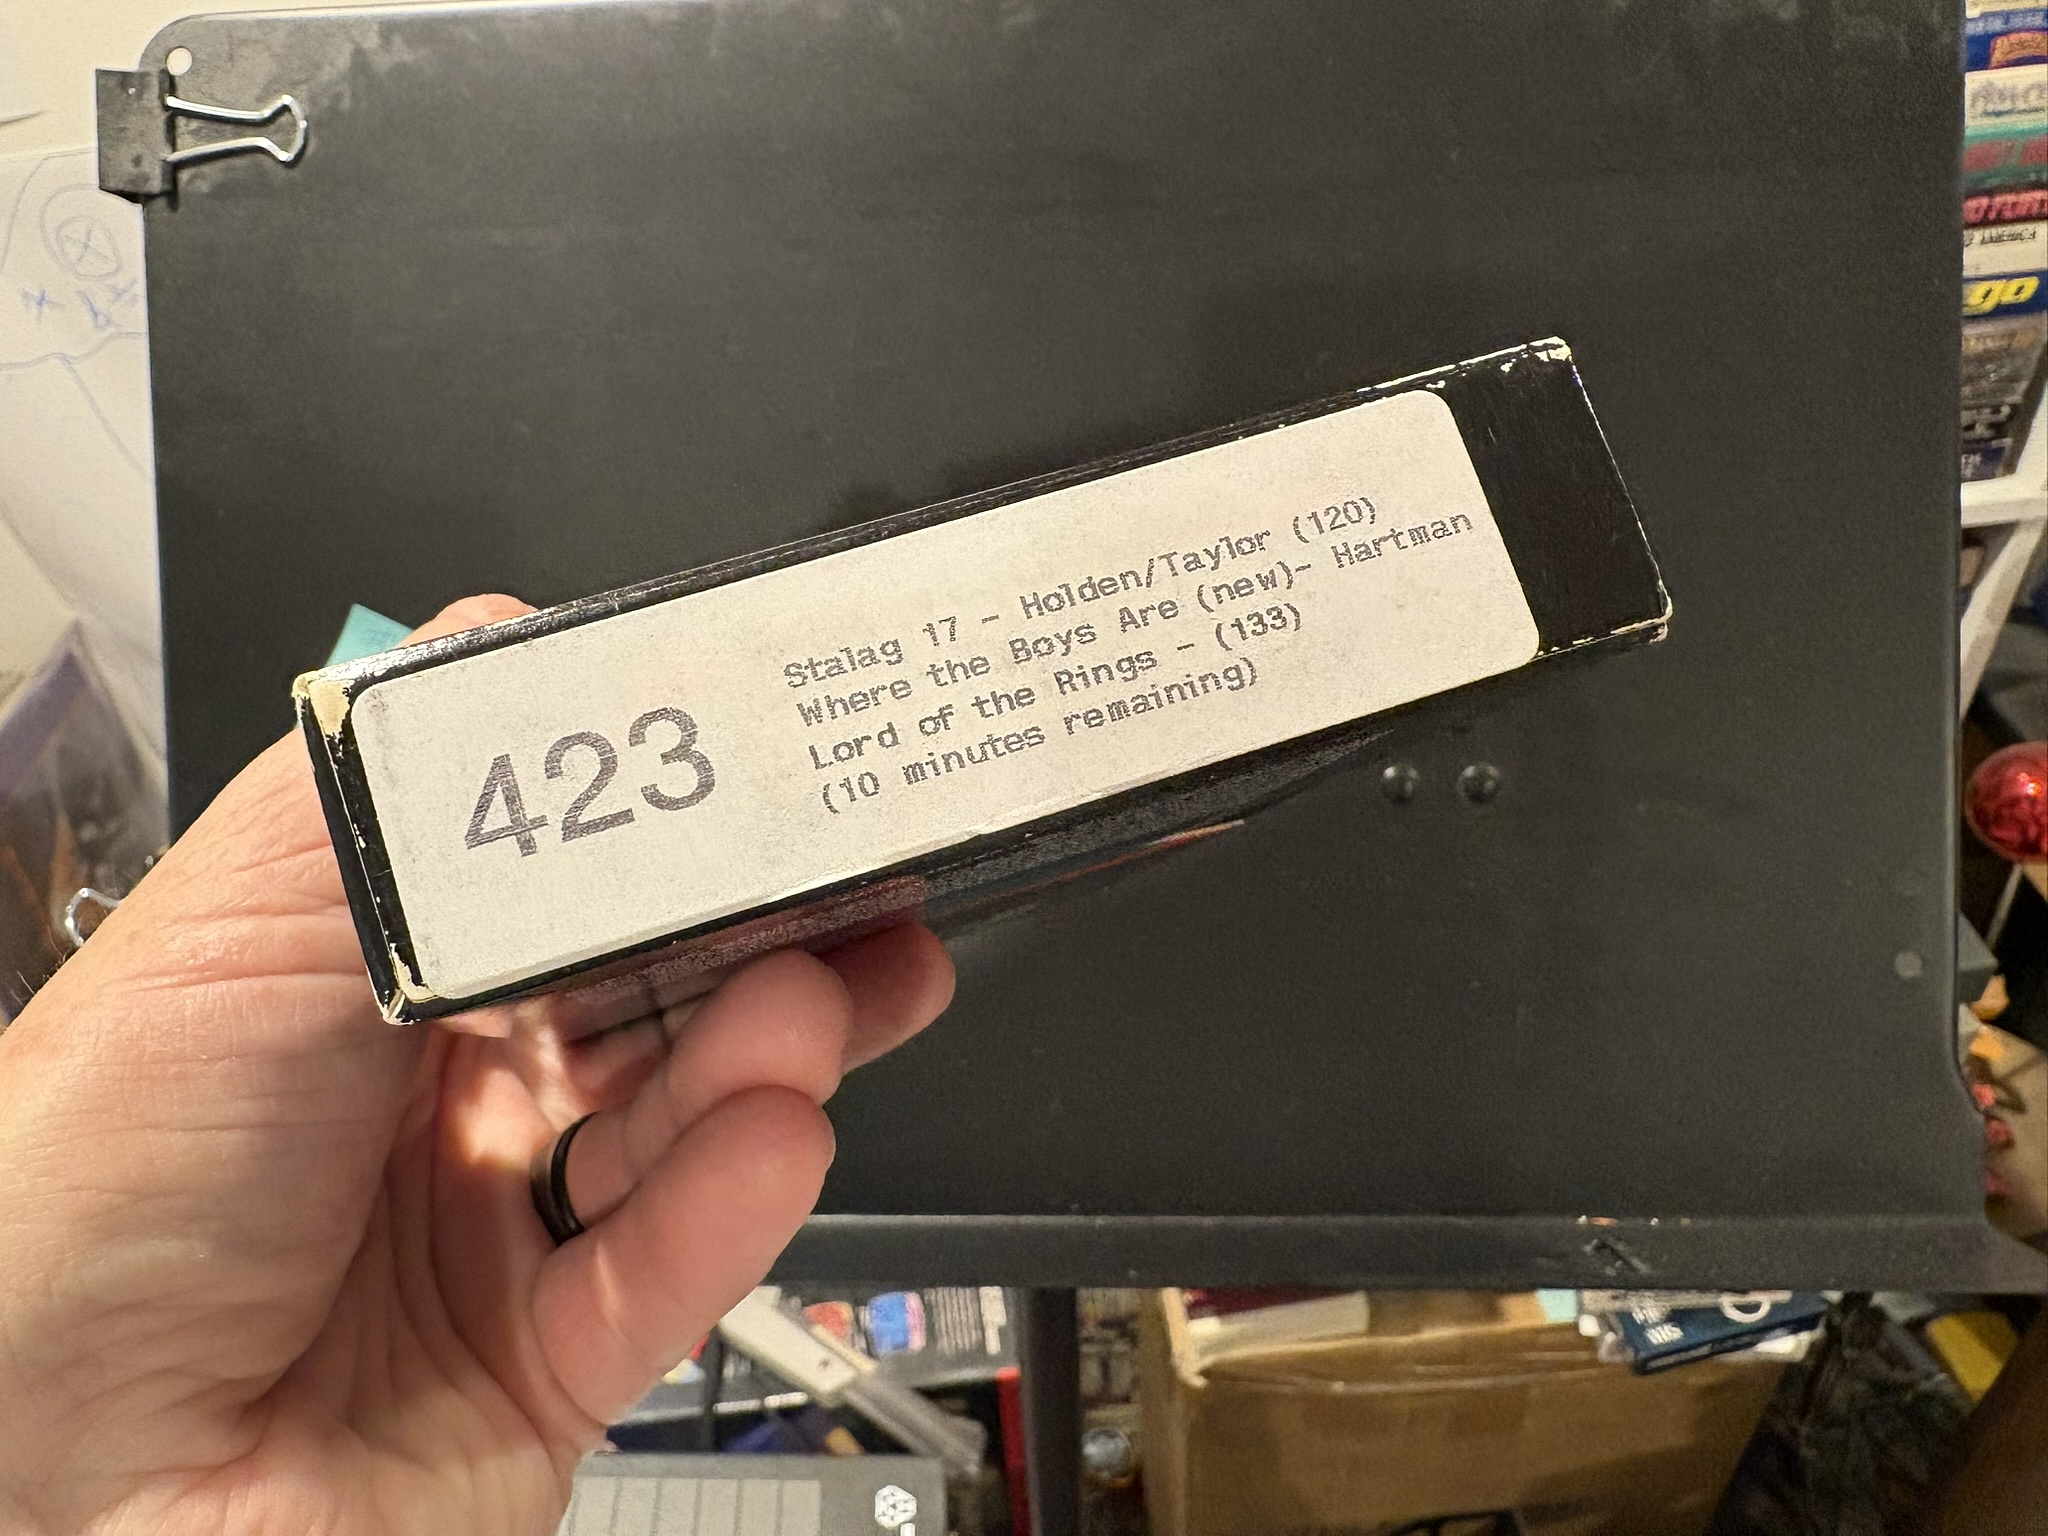 423
Stalag 17 - Holden/Taylor (120)
Where the Boys Are (new)- Hartman
Lord of the Rings - (133)
(10 minutes remaining)
go